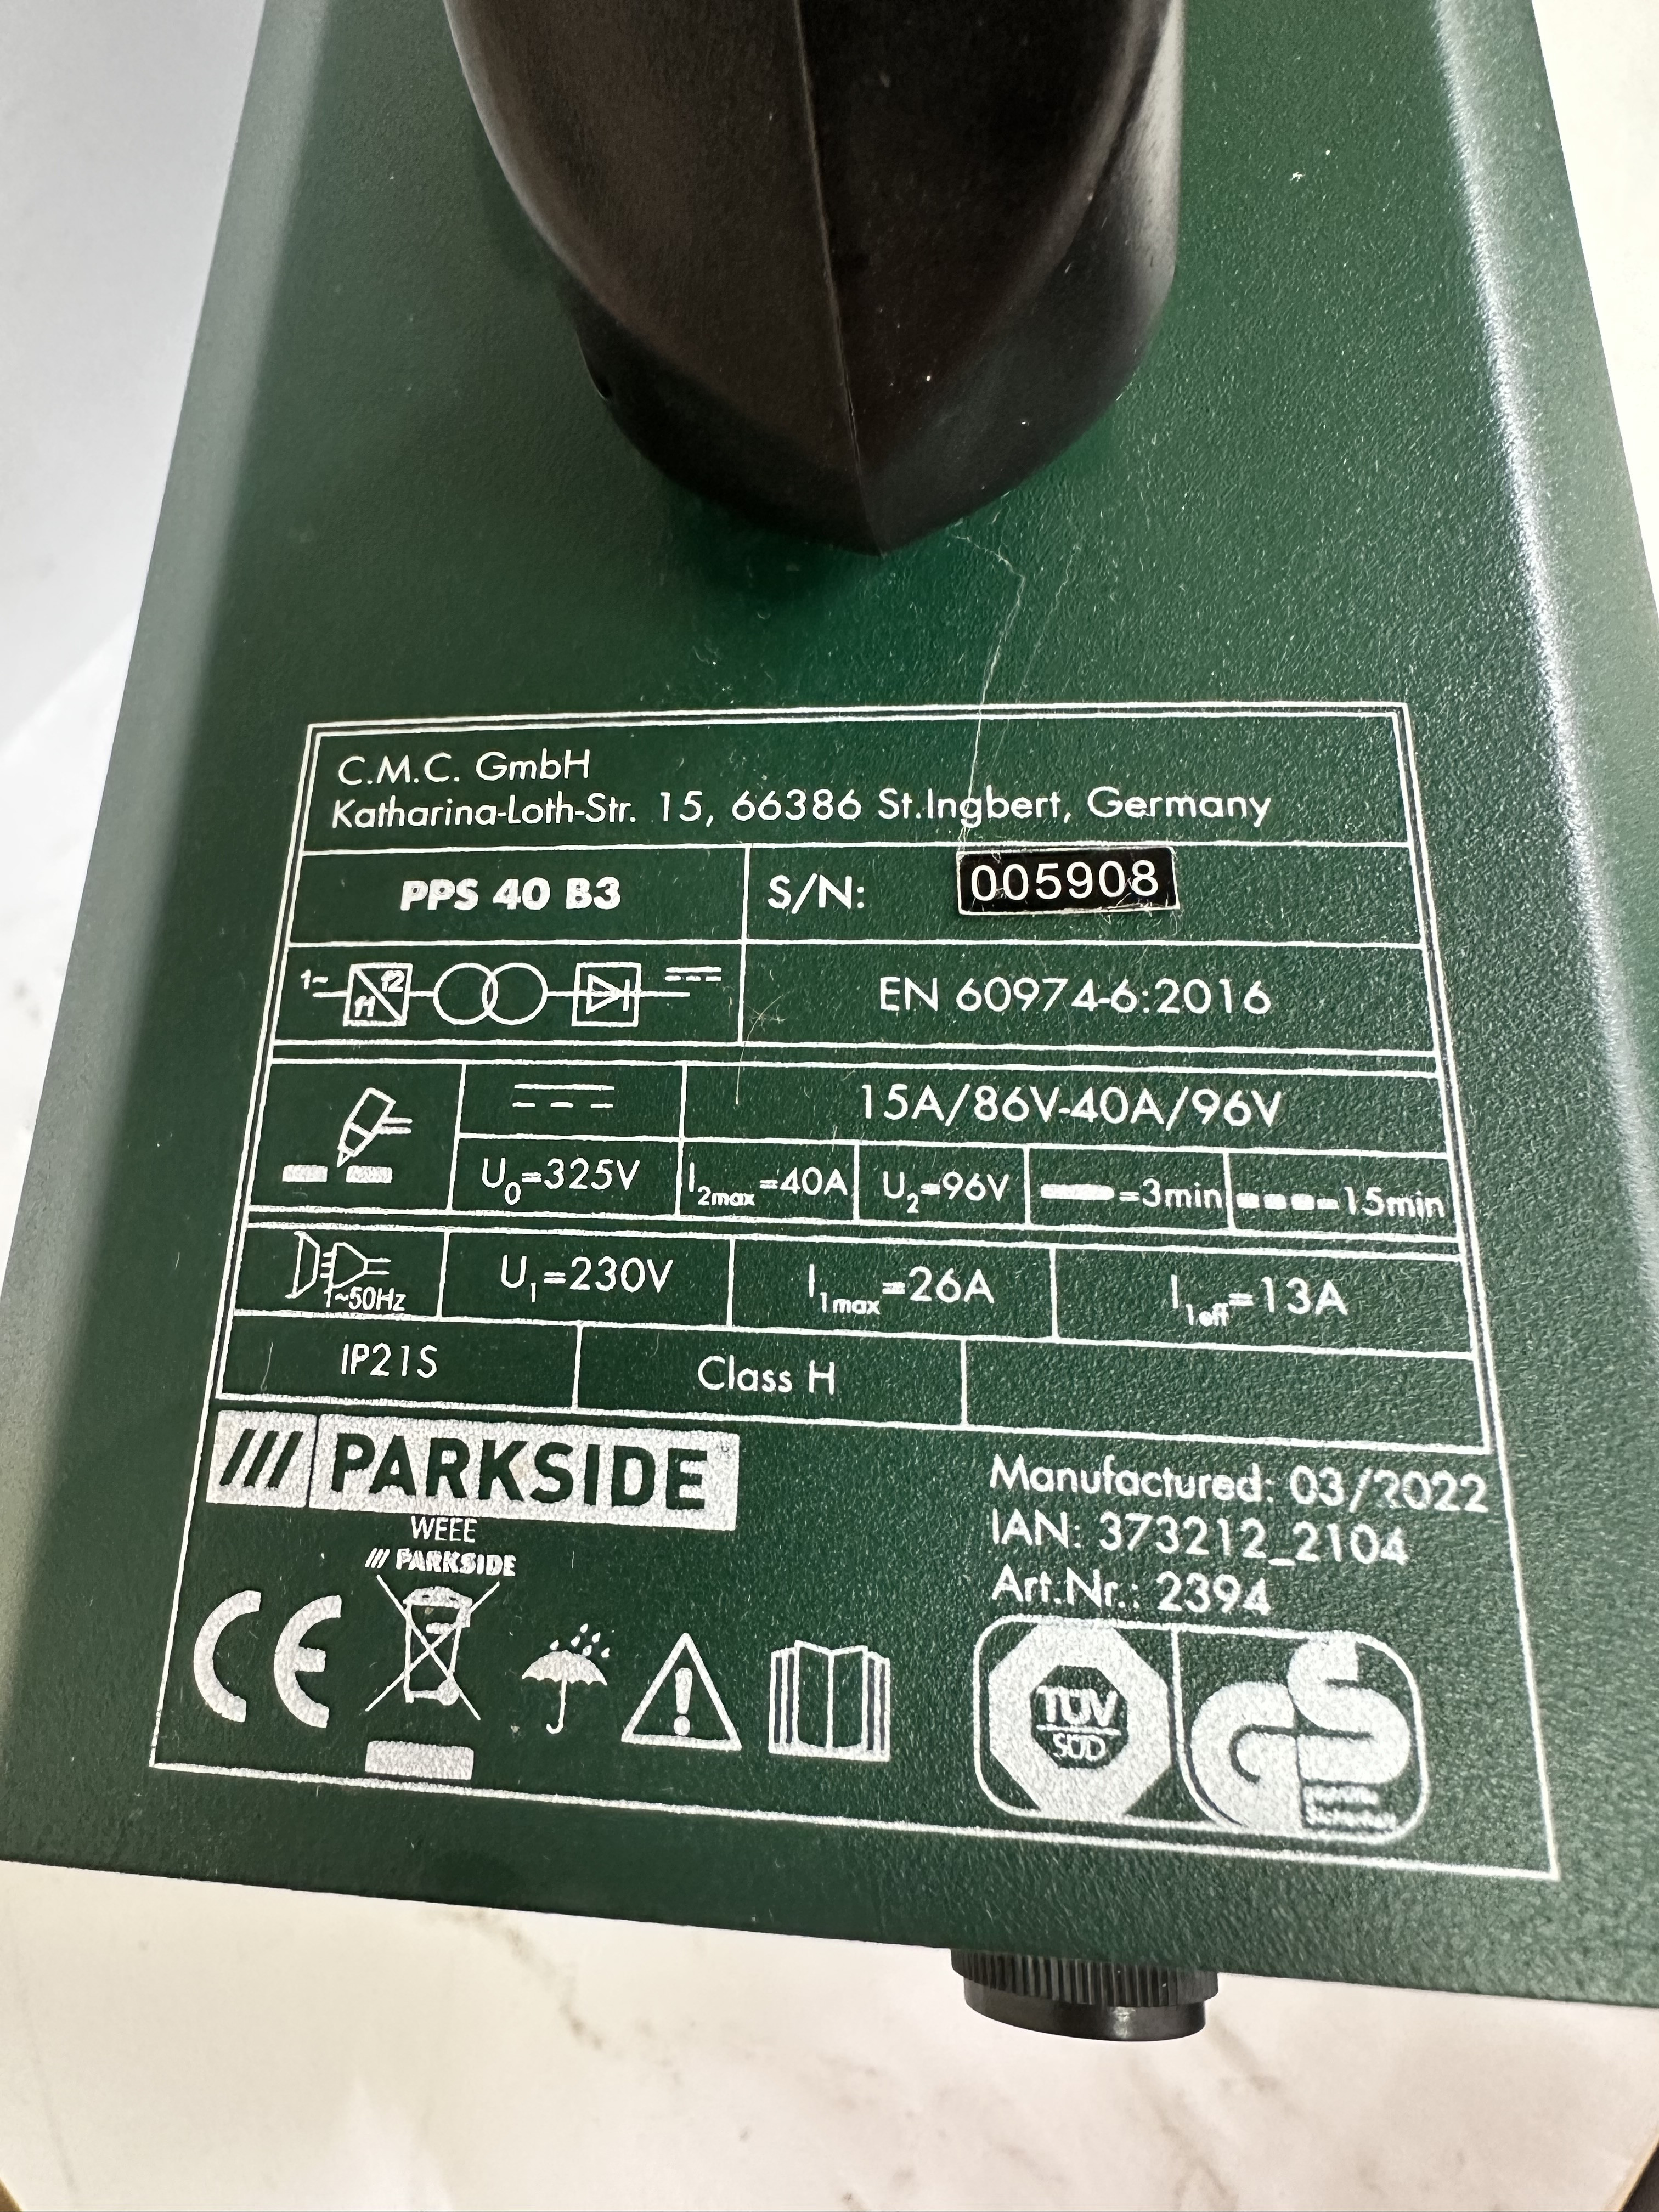 C.M.C. GmbH
Katharina-Loth-Str. 15, 66386 St.Ingbert, Germany
PPS 40 B3
S/N: 005908
1~ f1 f2
EN 60974-6:2016
15A/86V-40A/96V
U0=325V
I2max=40A
U2=96V
=3min
=15min
1~50Hz
U1=230V
I1max=26A
I1eff=13A
IP21S
Class H
/// PARKSIDE
Manufactured: 03/2022
IAN: 373212_2104
Art.Nr.: 2394
WEEE
/// PARKSIDE
CE
TÜV
SÜD
GS